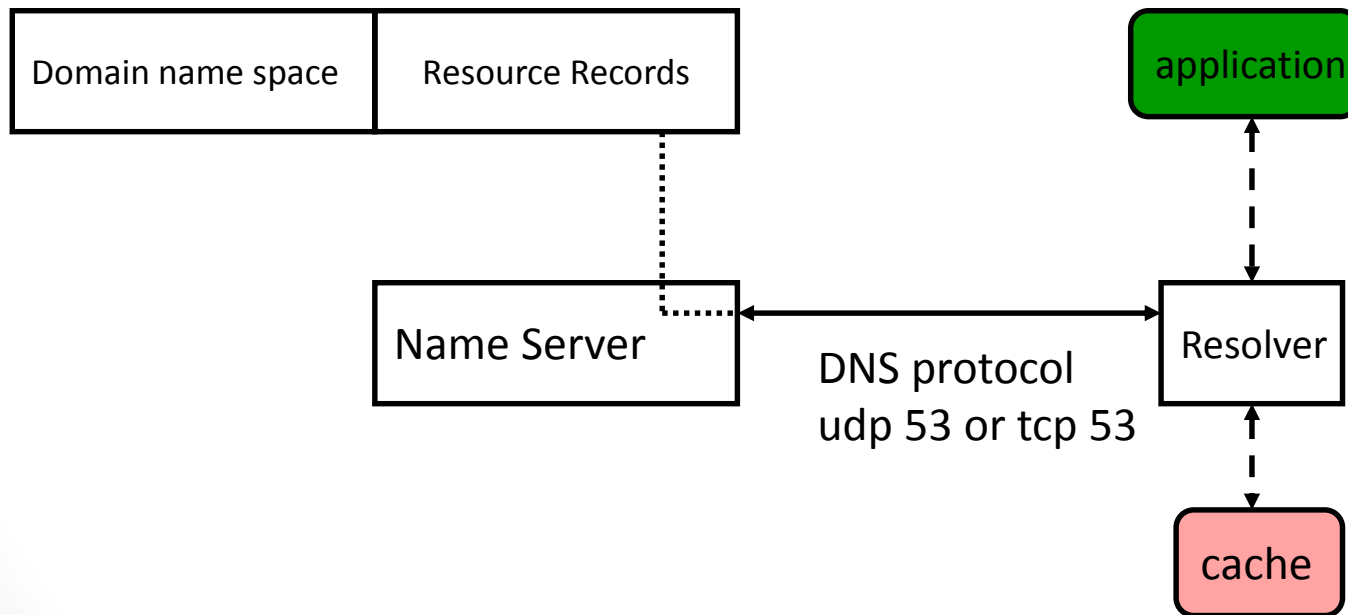 Domain name space
Resource Records
application
Name Server
DNS protocol
udp 53 or tcp 53
Resolver
cache